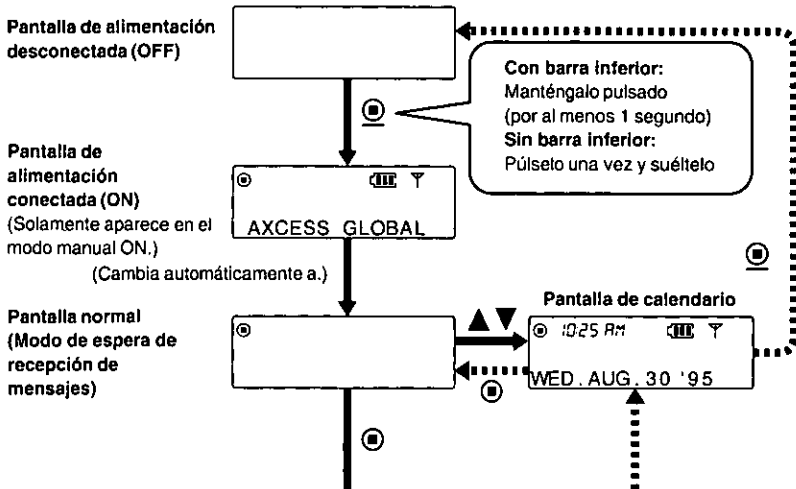 Pantalla de alimentación
desconectada (OFF)
Con barra inferior:
Manténgalo pulsado
(por al menos 1 segundo)
Sin barra inferior:
Púlselo una vez y suéltelo
Pantalla de
alimentación
conectada (ON)
(Solamente aparece en el
modo manual ON.)
AXCESS GLOBAL
(Cambia automáticamente a.)
Pantalla normal
(Modo de espera de
recepción de
mensajes)
Pantalla de calendario
10:25 AM
WED. AUG. 30 '95